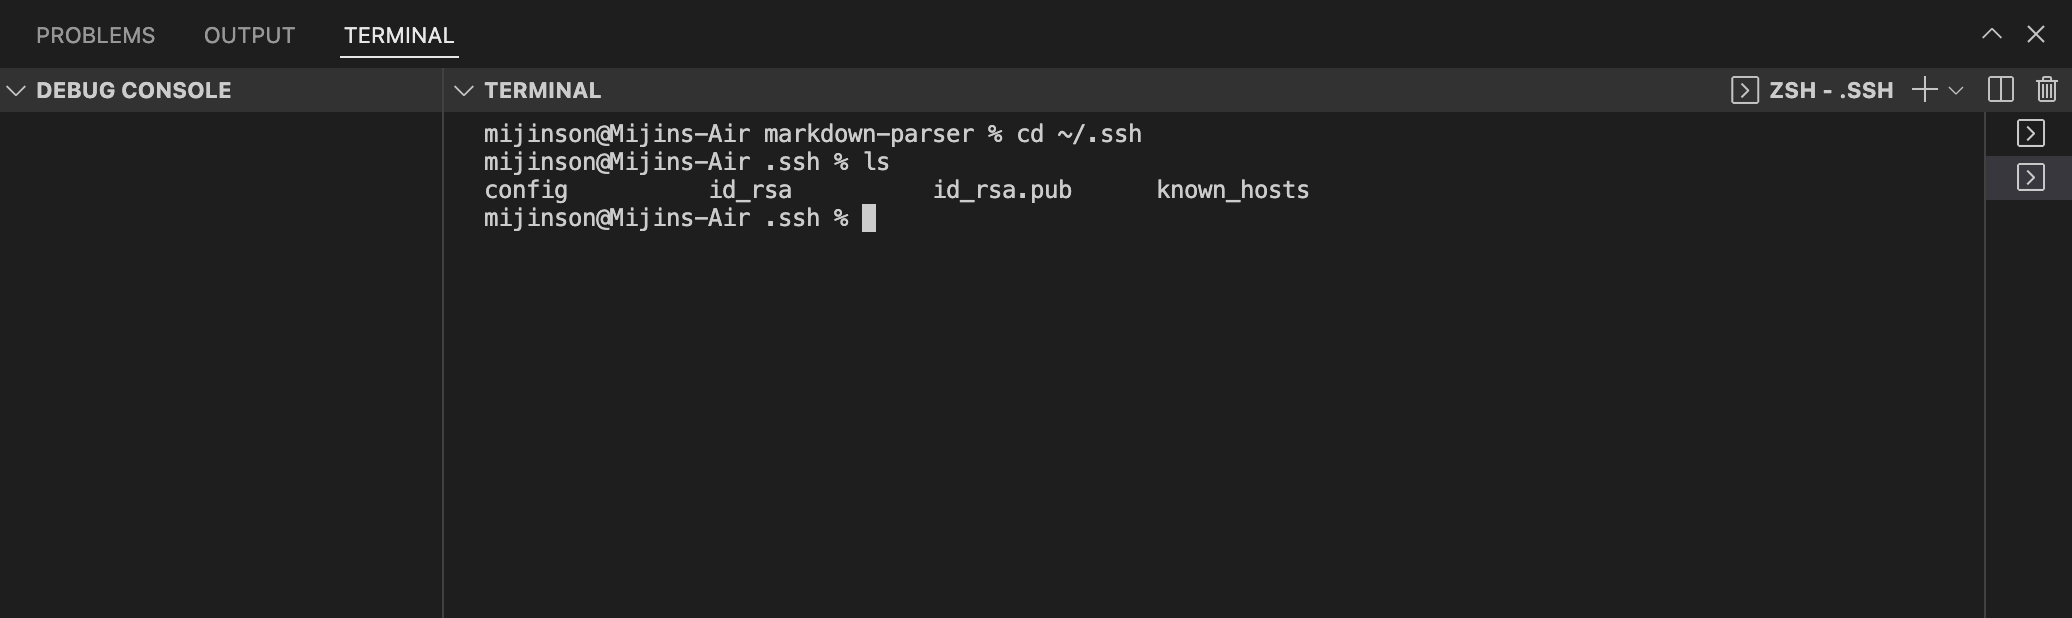 PROBLEMS OUTPUT TERMINAL
DEBUG CONSOLE
TERMINAL
ZSH - .SSH
mijinson@Mijins-Air markdown-parser % cd ~/.ssh
mijinson@Mijins-Air .ssh % ls
config id_rsa id_rsa.pub known_hosts
mijinson@Mijins-Air .ssh %